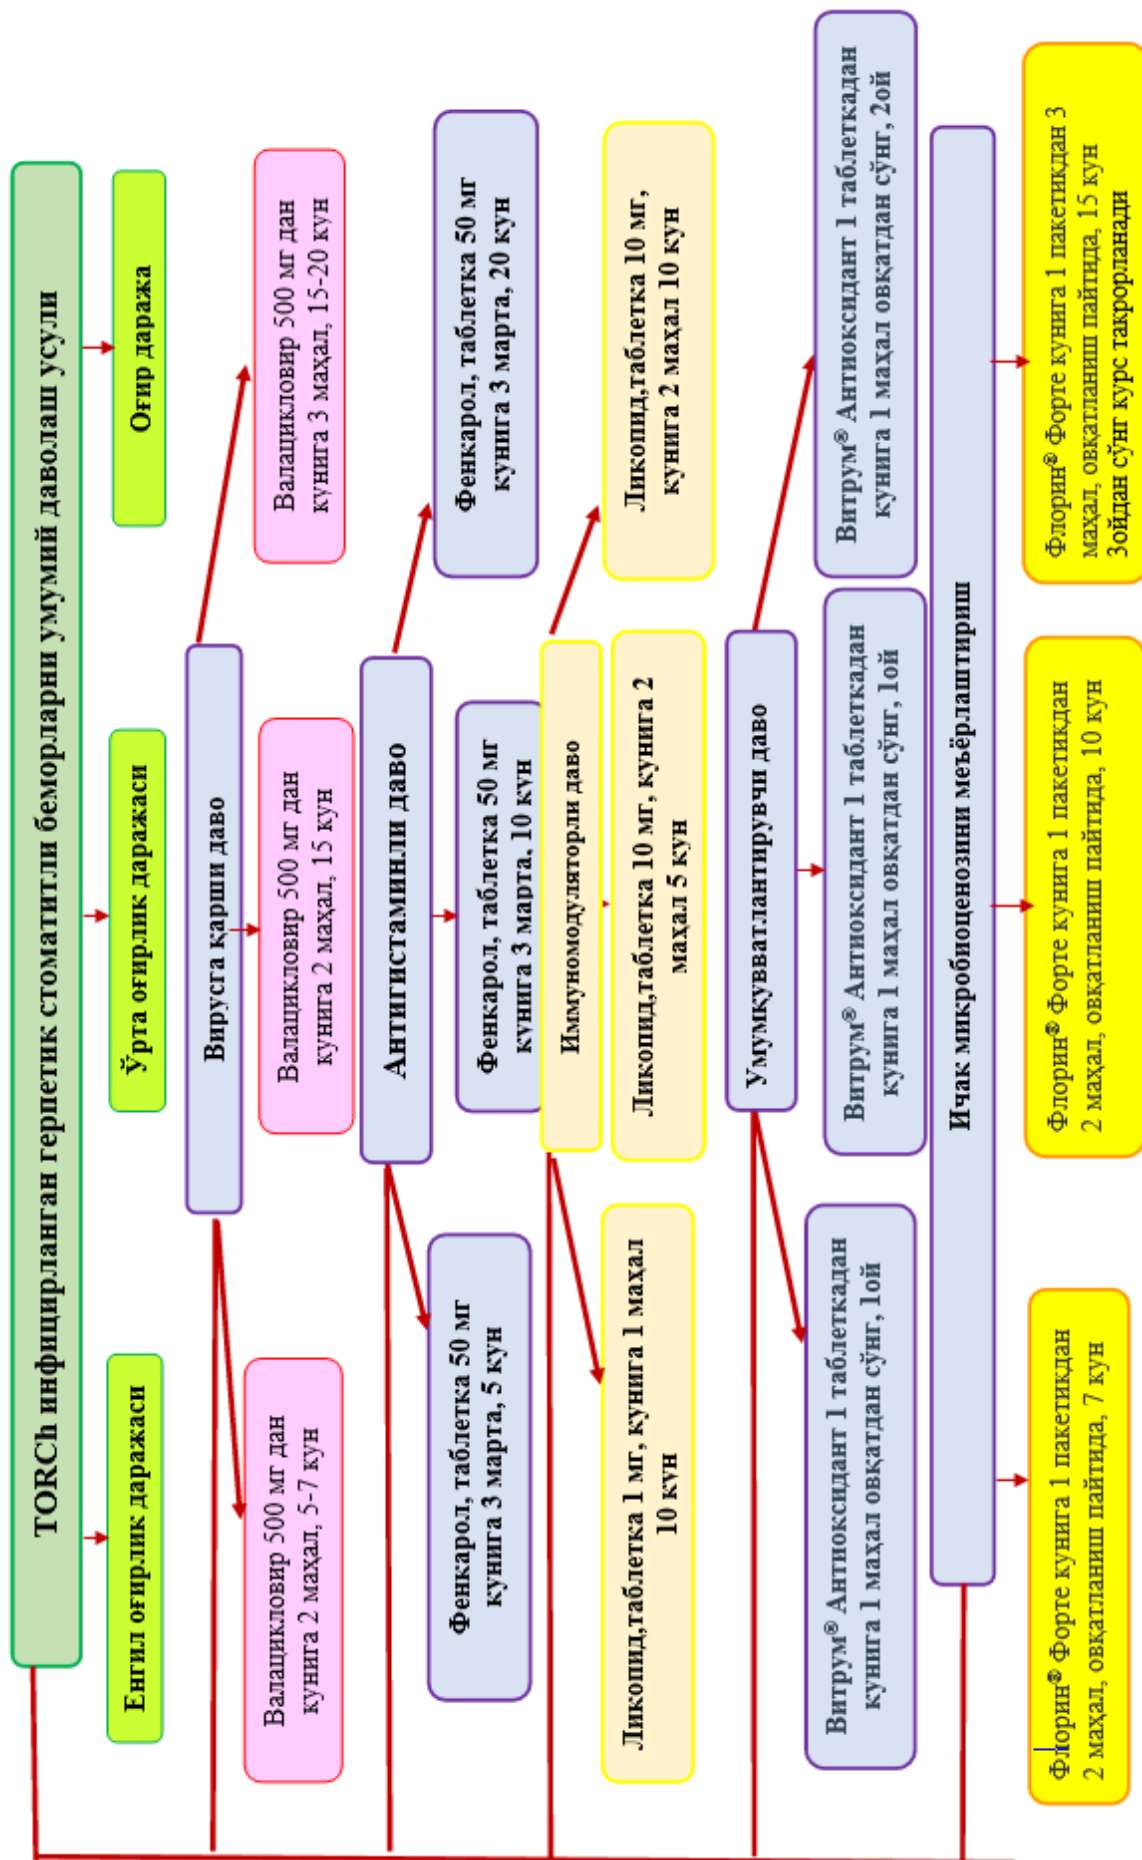 TORCh инфицирланган герпетик стоматитли беморларни умумий даволаш усули
Енгил оғирлик даражаси
Ўрта оғирлик даражаси
Оғир даража
Вирусга қарши даво
Валацикловир 500 мг дан
кунига 2 маҳал, 5-7 кун
Валацикловир 500 мг дан
кунига 2 маҳал, 15 кун
Валацикловир 500 мг дан
кунига 3 маҳал, 15-20 кун
Антигистаминли даво
Фенкарол, таблетка 50 мг
кунига 3 марта, 5 кун
Фенкарол, таблетка 50 мг
кунига 3 марта, 10 кун
Фенкарол, таблетка 50 мг
кунига 3 марта, 20 кун
Иммуномодуляторли даво
Ликопид,таблетка 1 мг, кунига 1 маҳал
10 кун
Ликопид,таблетка 10 мг, кунига 2
маҳал 5 кун
Ликопид,таблетка 10 мг,
кунига 2 маҳал 10 кун
Умумқувватлантирувчи даво
Витрум® Антиоксидант 1 таблеткадан
кунига 1 маҳал овқатдан сўнг, 1ой
Витрум® Антиоксидант 1 таблеткадан
кунига 1 маҳал овқатдан сўнг, 1ой
Витрум® Антиоксидант 1 таблеткадан
кунига 1 маҳал овқатдан сўнг, 2ой
Ичак микробиоценозини меъёрлаштириш
Флорин® Форте кунига 1 пакетикдан
2 маҳал, овқатланиш пайтида, 7 кун
Флорин® Форте кунига 1 пакетикдан
2 маҳал, овқатланиш пайтида, 10 кун
Флорин® Форте кунига 1 пакетикдан 3
маҳал, овқатланиш пайтида, 15 кун
3ойдан сўнг курс такрорланади